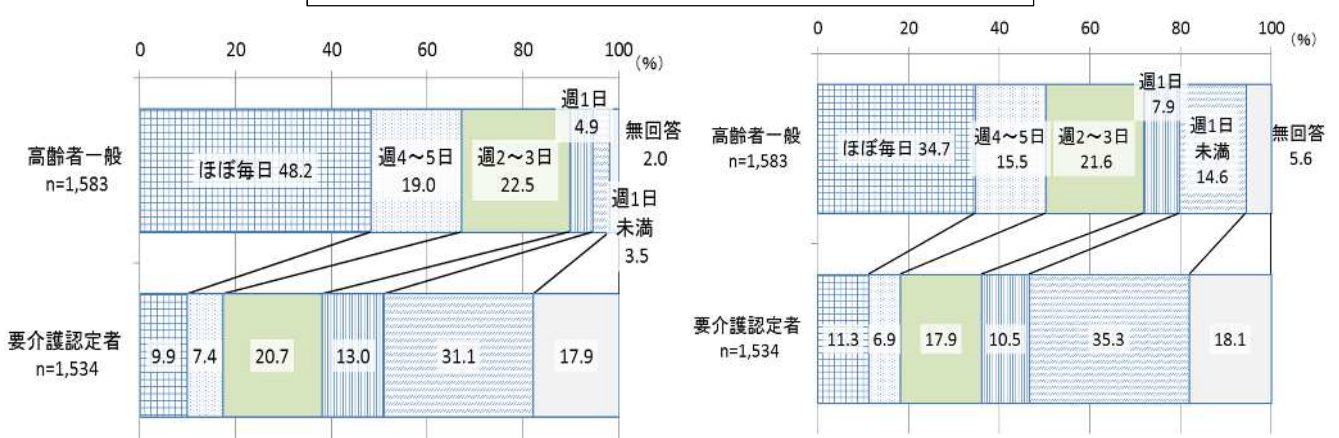 0 20 40 60 80 100
(%)
週1日
4.9
無回答
2.0
高齢者一般
n=1,583
ほぼ毎日 48.2
週4～5日
19.0
週2～3日
22.5
週1日
未満
3.5
要介護認定者
n=1,534
9.9 7.4 20.7 13.0 31.1 17.9
0 20 40 60 80 100
(%)
週1日
7.9
高齢者一般
n=1,583
ほぼ毎日 34.7
週4～5日
15.5
週2～3日
21.6
週1日
未満
14.6
無回答
5.6
要介護認定者
n=1,534
11.3 6.9 17.9 10.5 35.3 18.1